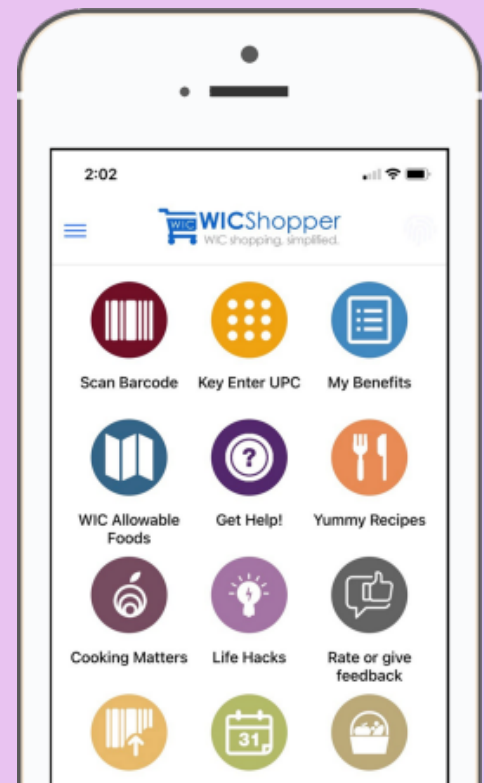 2:02
WIC
WICShopper
WIC shopping, simplified.
Scan Barcode
Key Enter UPC
My Benefits
WIC Allowable
Foods
Get Help!
?
Yummy Recipes
Cooking Matters
Life Hacks
Rate or give
feedback
31